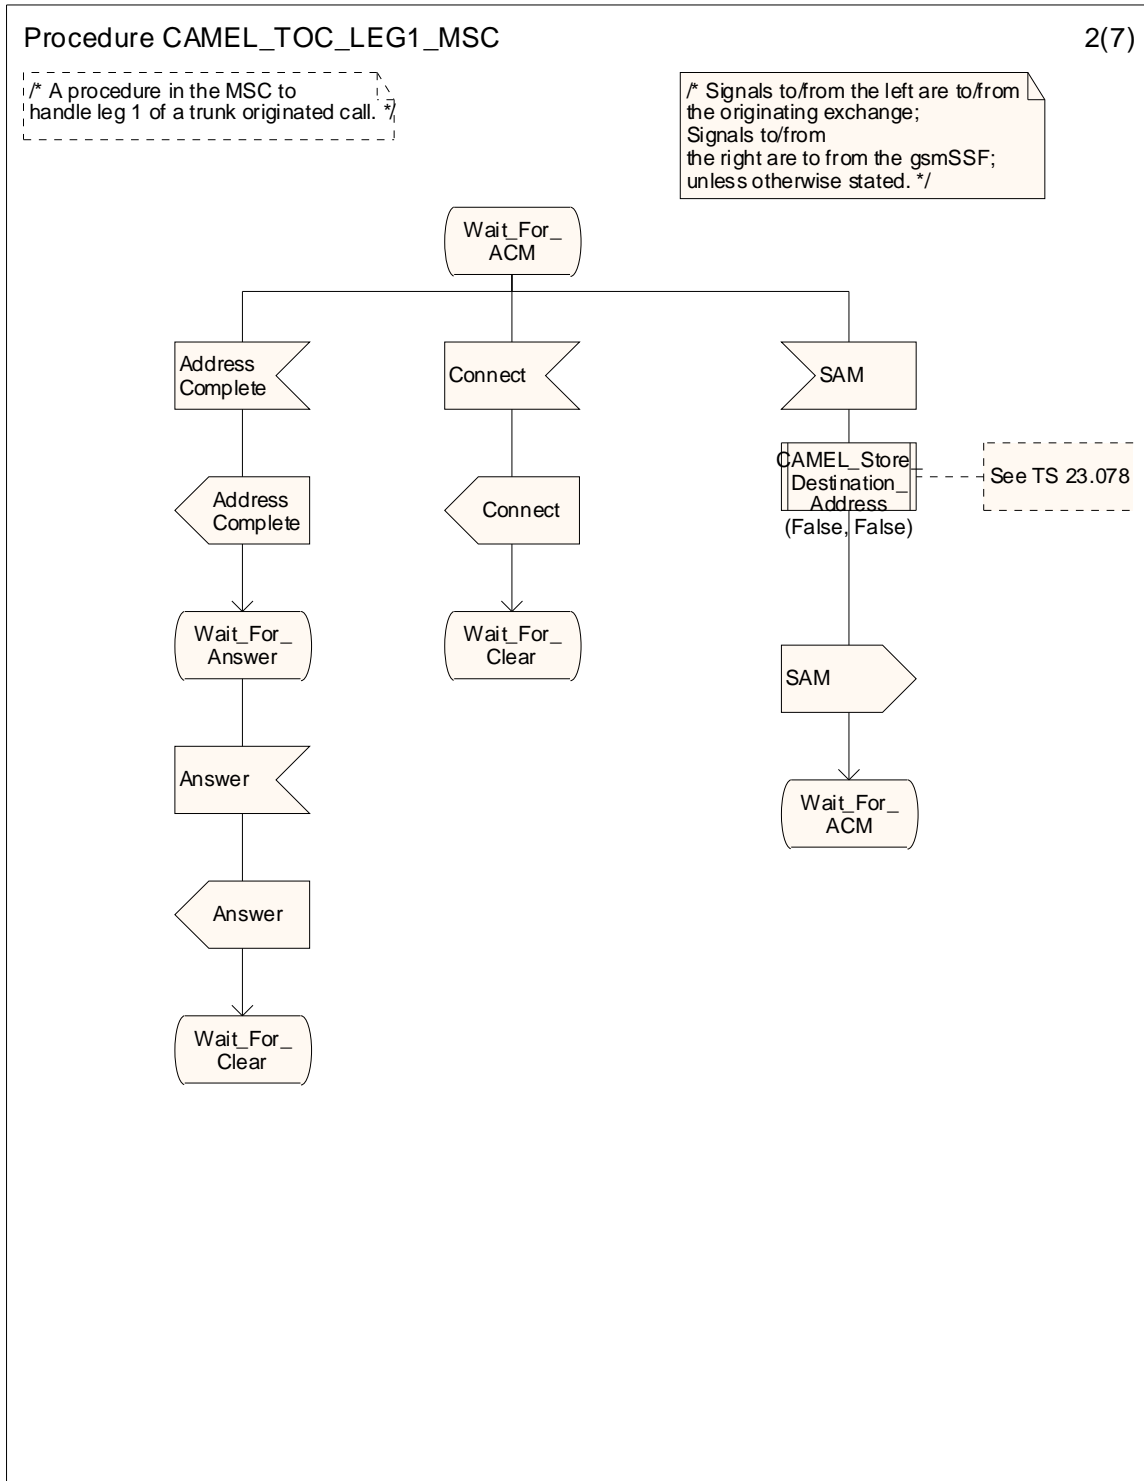 Procedure CAMEL_TOC_LEG1_MSC
2(7)
/* A procedure in the MSC to
handle leg 1 of a trunk originated call. */
/* Signals to/from the left are to/from
the originating exchange;
Signals to/from
the right are to from the gsmSSF;
unless otherwise stated. */
Wait_For_
ACM
Address
Complete
Connect
SAM
CAMEL_Store_
Destination_
Address
(False, False)
See TS 23.078
Address
Complete
Connect
Wait_For_
Answer
Wait_For_
Clear
SAM
Answer
Wait_For_
ACM
Answer
Wait_For_
Clear